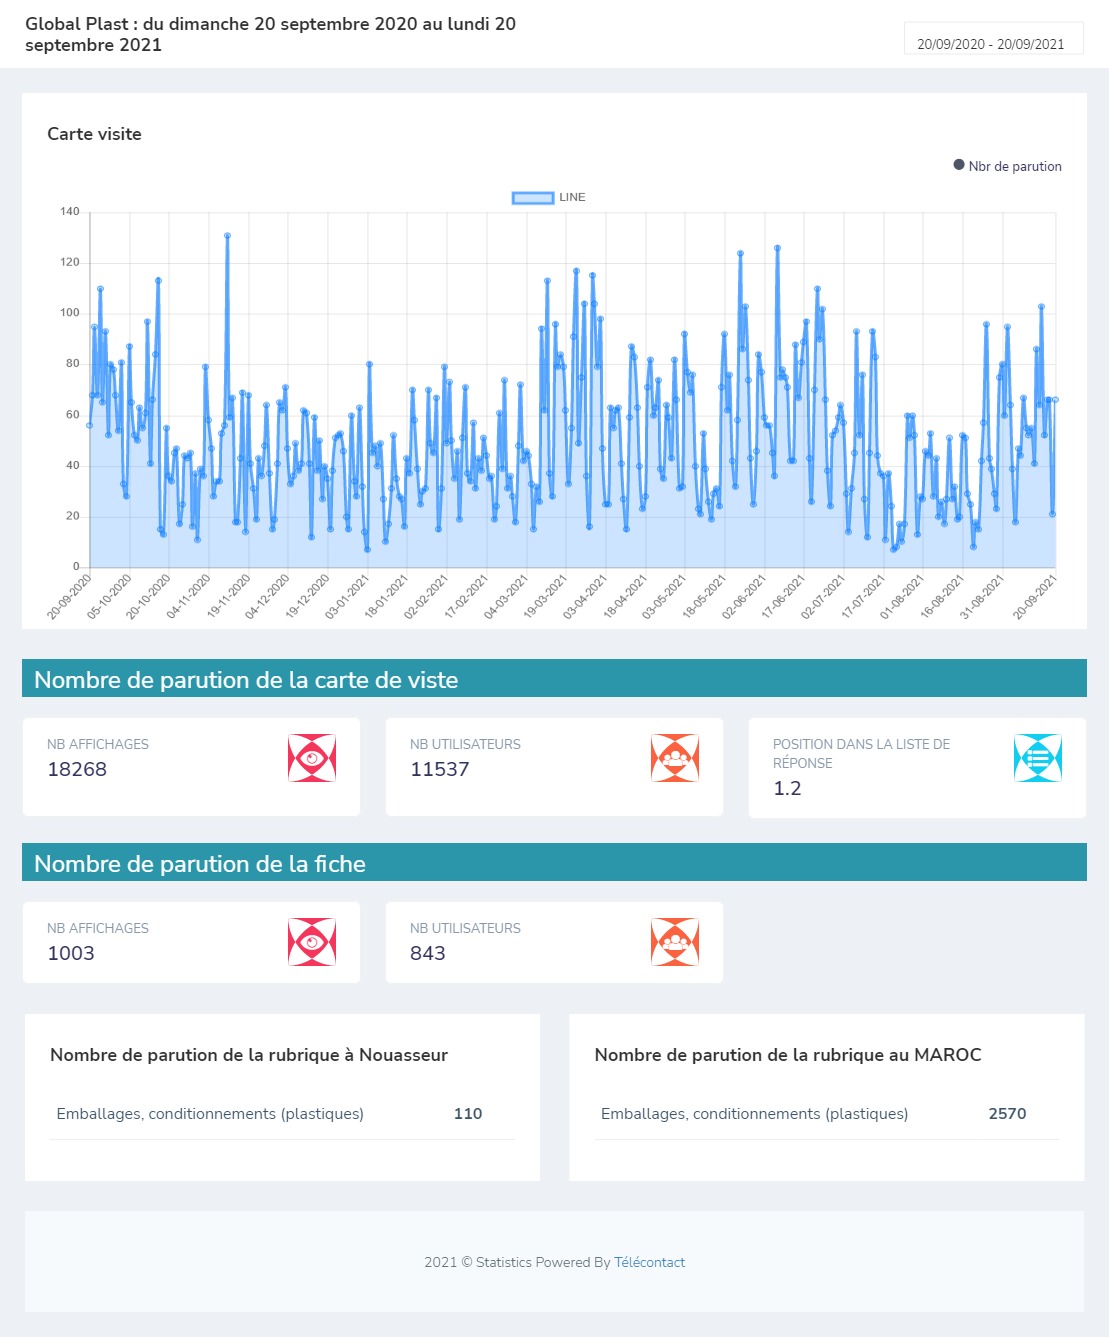 Global Plast : du dimanche 20 septembre 2020 au lundi 20
septembre 2021
20/09/2020 - 20/09/2021
Carte visite
Nbr de parution
LINE
140
120
100
80
60
40
20
0
20-09-2020
05-10-2020
20-10-2020
04-11-2020
19-11-2020
04-12-2020
19-12-2020
03-01-2021
18-01-2021
02-02-2021
17-02-2021
04-03-2021
19-03-2021
03-04-2021
18-04-2021
03-05-2021
18-05-2021
02-06-2021
17-06-2021
02-07-2021
17-07-2021
01-08-2021
16-08-2021
31-08-2021
20-09-2021
Nombre de parution de la carte de viste
NB AFFICHAGES
18268
NB UTILISATEURS
11537
POSITION DANS LA LISTE DE
RÉPONSE
1.2
Nombre de parution de la fiche
NB AFFICHAGES
1003
NB UTILISATEURS
843
Nombre de parution de la rubrique à Nouasseur
Emballages, conditionnements (plastiques) 110
Nombre de parution de la rubrique au MAROC
Emballages, conditionnements (plastiques) 2570
2021 © Statistics Powered By Télécontact